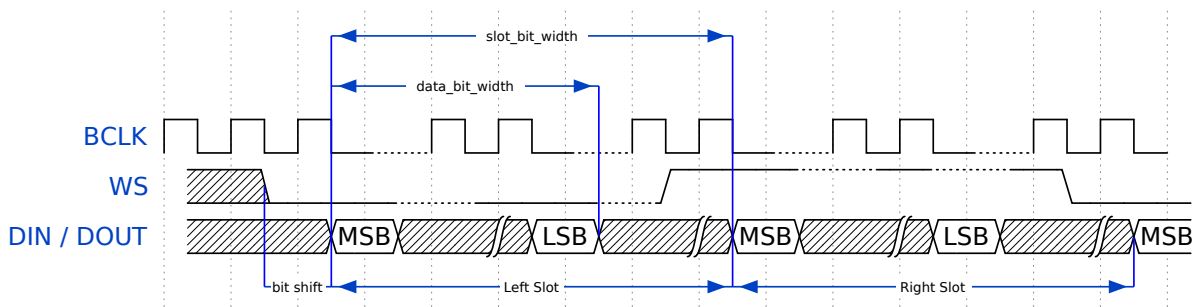 slot_bit_width
data_bit_width
BCLK
WS
DIN / DOUT MSB LSB MSB LSB MSB
bit shift Left Slot Right Slot